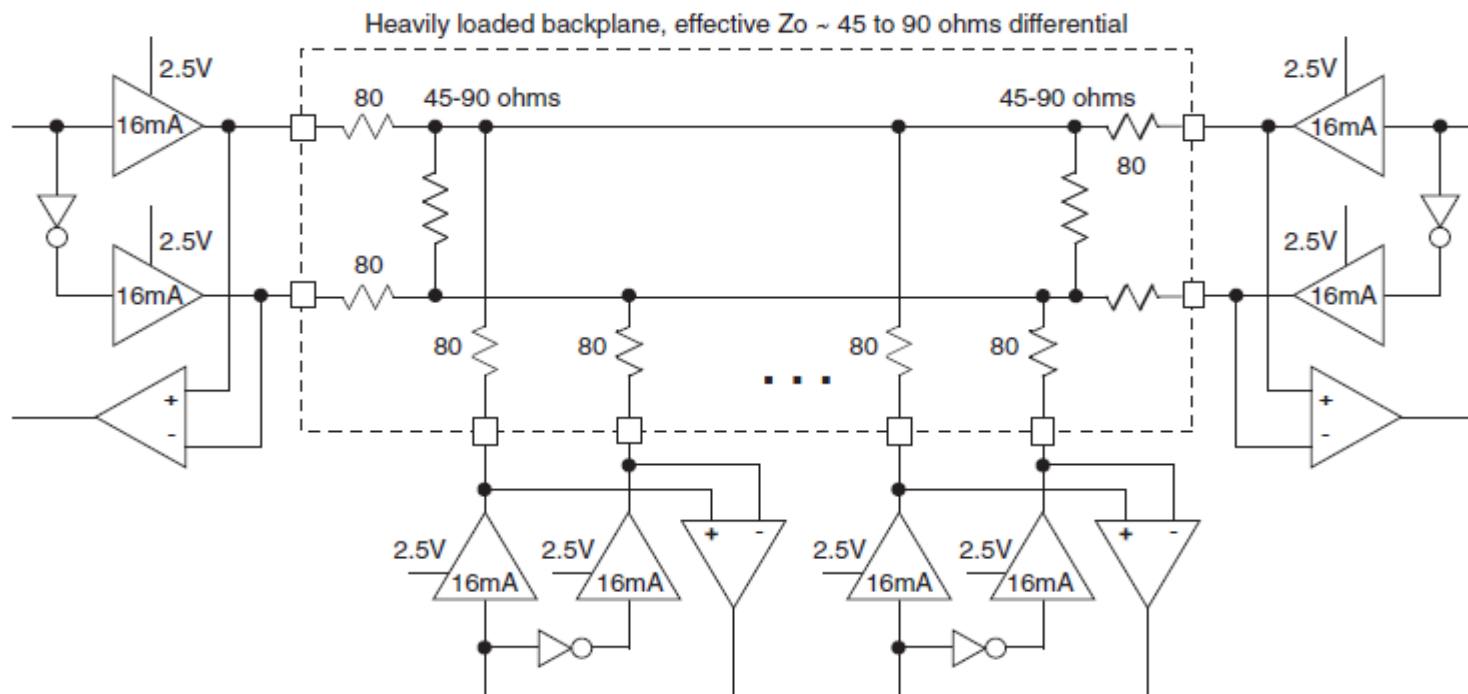 Heavily loaded backplane, effective Zo ~ 45 to 90 ohms differential
2.5V
2.5V
80
45-90 ohms
45-90 ohms
16mA
16mA
80
2.5V
2.5V
80
16mA
16mA
80
80
80
80
+
-
. . .
+
-
+
-
+
-
2.5V
2.5V
2.5V
2.5V
16mA
16mA
16mA
16mA